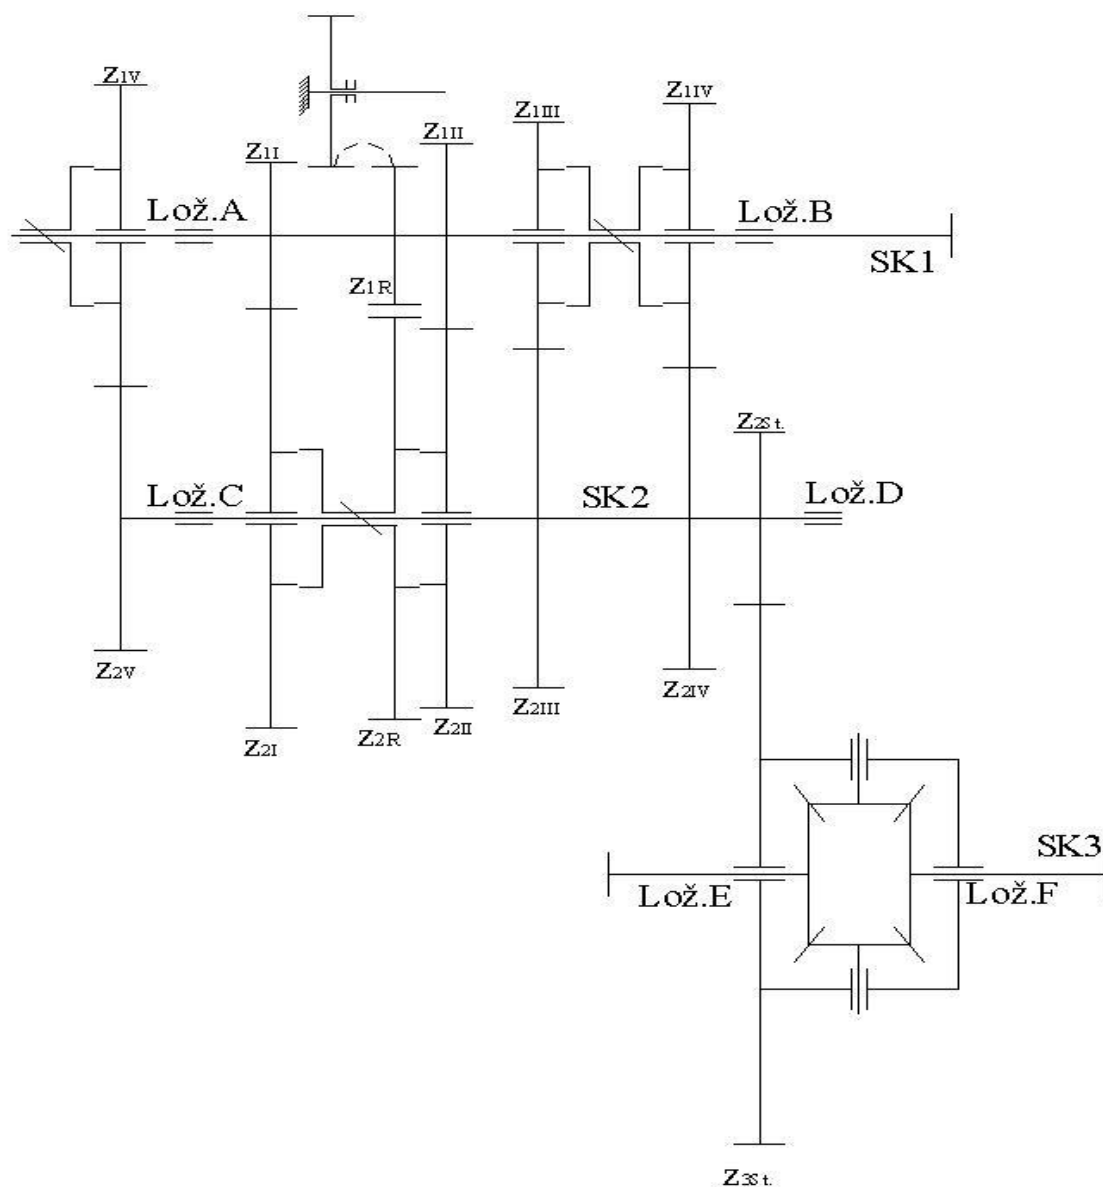 z1V
z1IV
z1III
z1II
z1I
Lož.A
Lož.B
SK1
z1R
z2St.
Lož.C
SK2
Lož.D
z2V
z2IV
z2III
z2II
z2R
z2I
SK3
Lož.E
Lož.F
z3St.